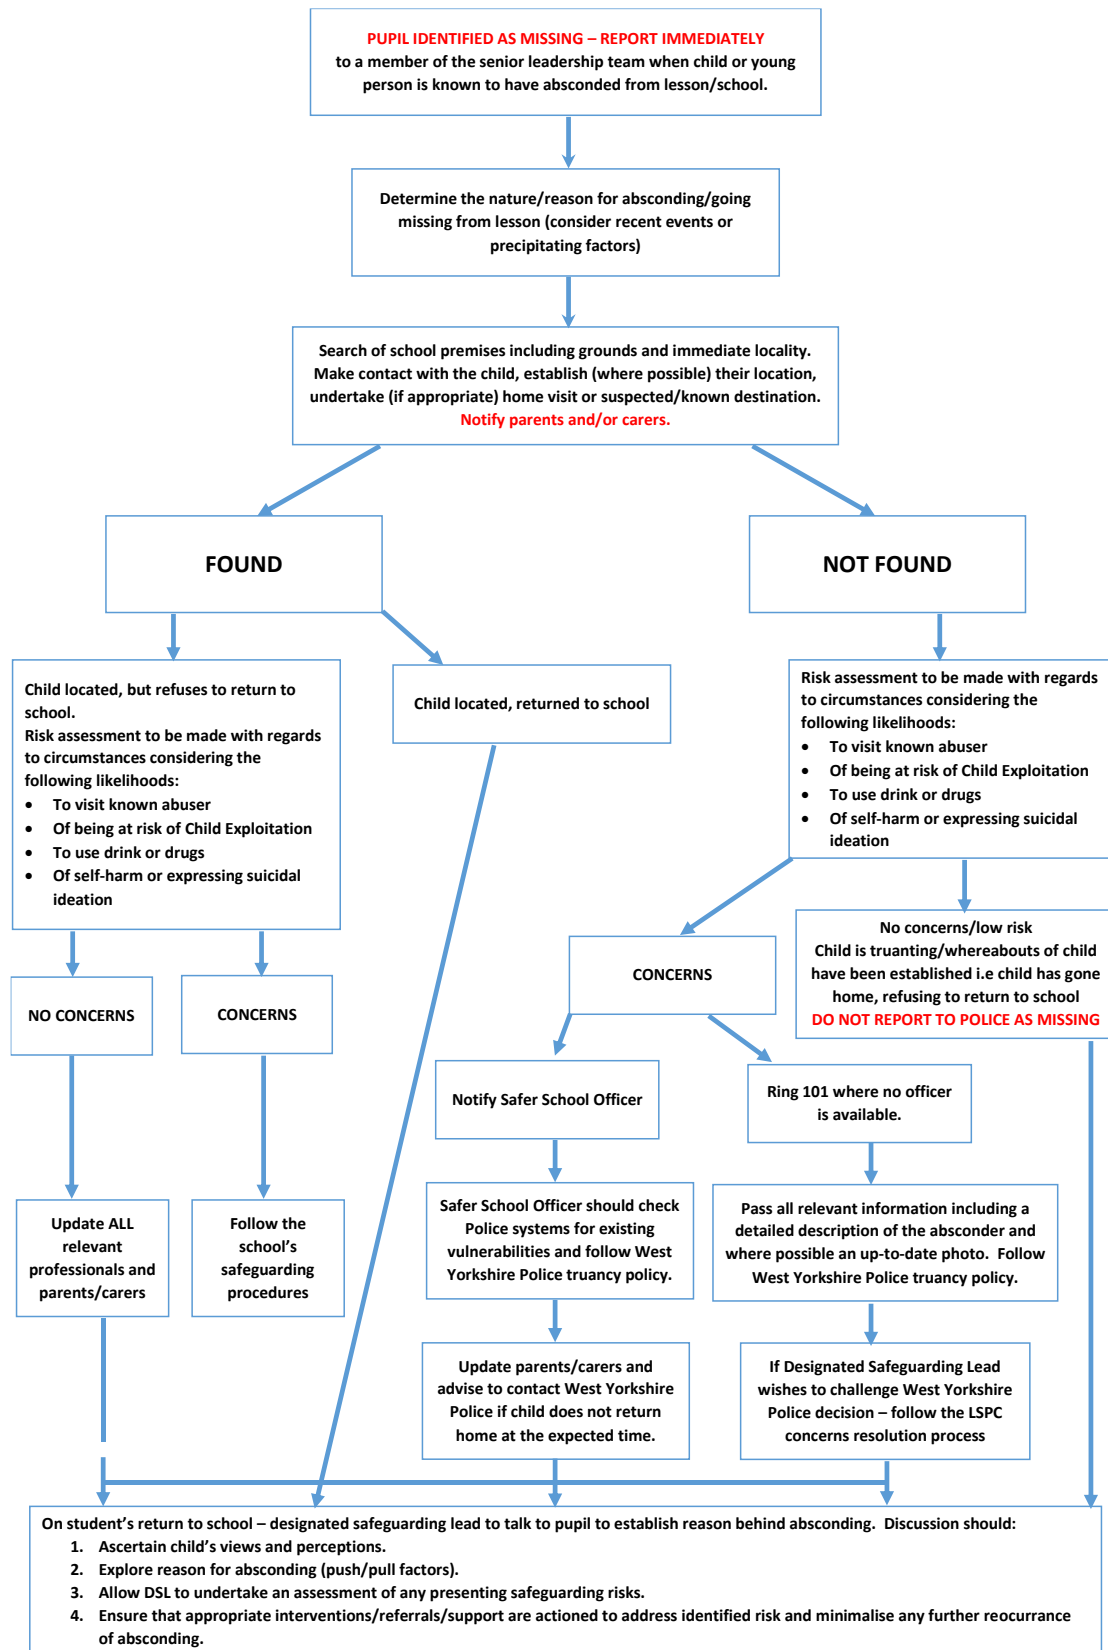 PUPIL IDENTIFIED AS MISSING – REPORT IMMEDIATELY
to a member of the senior leadership team when child or young
person is known to have absconded from lesson/school.
Determine the nature/reason for absconding/going
missing from lesson (consider recent events or
precipitating factors)
Search of school premises including grounds and immediate locality.
Make contact with the child, establish (where possible) their location,
undertake (if appropriate) home visit or suspected/known destination.
Notify parents and/or carers.
FOUND
NOT FOUND
Child located, but refuses to return to
school.
Risk assessment to be made with regards
to circumstances considering the
following likelihoods:
• To visit known abuser
• Of being at risk of Child Exploitation
• To use drink or drugs
• Of self-harm or expressing suicidal
ideation
Child located, returned to school
Risk assessment to be made with regards
to circumstances considering the
following likelihoods:
• To visit known abuser
• Of being at risk of Child Exploitation
• To use drink or drugs
• Of self-harm or expressing suicidal
ideation
NO CONCERNS
CONCERNS
CONCERNS
No concerns/low risk
Child is truanting/whereabouts of child
have been established i.e child has gone
home, refusing to return to school
DO NOT REPORT TO POLICE AS MISSING
Notify Safer School Officer
Ring 101 where no officer
is available.
Update ALL
relevant
professionals and
parents/carers
Follow the
school's
safeguarding
procedures
Safer School Officer should check
Police systems for existing
vulnerabilities and follow West
Yorkshire Police truancy policy.
Pass all relevant information including a
detailed description of the absconder and
where possible an up-to-date photo.  Follow
West Yorkshire Police truancy policy.
Update parents/carers and
advise to contact West Yorkshire
Police if child does not return
home at the expected time.
If Designated Safeguarding Lead
wishes to challenge West Yorkshire
Police decision – follow the LSPC
concerns resolution process
On student's return to school – designated safeguarding lead to talk to pupil to establish reason behind absconding.  Discussion should:
1. Ascertain child's views and perceptions.
2. Explore reason for absconding (push/pull factors).
3. Allow DSL to undertake an assessment of any presenting safeguarding risks.
4. Ensure that appropriate interventions/referrals/support are actioned to address identified risk and minimalise any further reocurrance
of absconding.